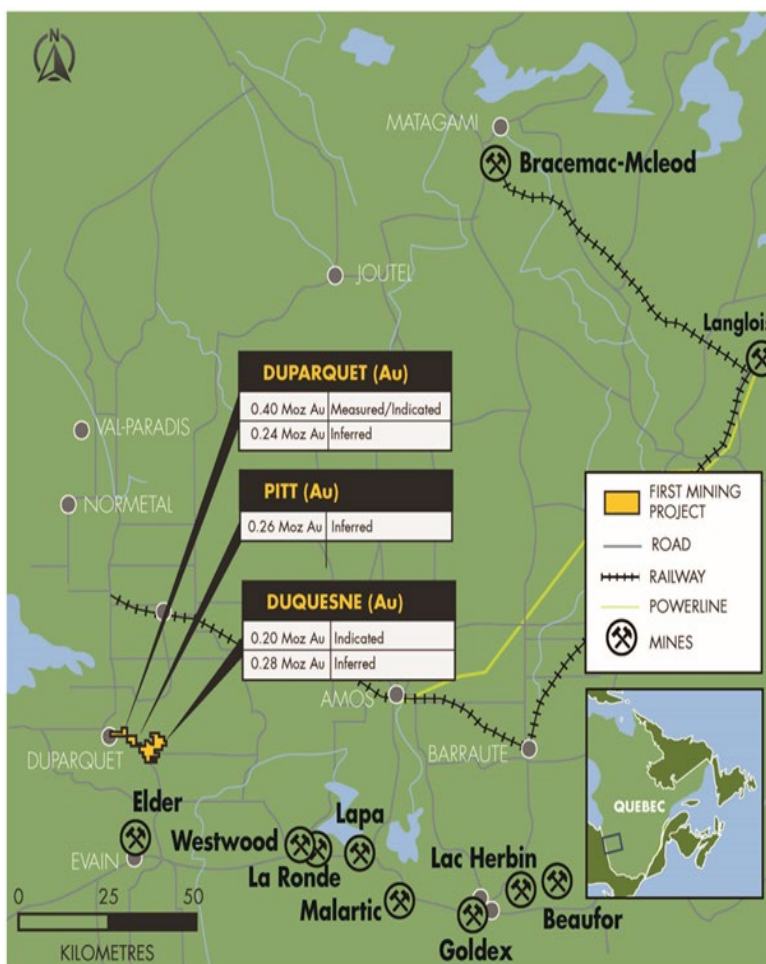 N
MATAGAMI
Bracemac-Mcleod
JOUTEL
Langlois
DUPARQUET (Au)
0.40 Moz Au Measured/Indicated
0.24 Moz Au Inferred
VAL-PARADIS
PITT (Au)
0.26 Moz Au Inferred
NORMETAL
FIRST MINING
PROJECT
ROAD
RAILWAY
POWERLINE
MINES
DUQUESNE (Au)
0.20 Moz Au Indicated
0.28 Moz Au Inferred
AMOS
DUPARQUET
BARRAUTE
QUEBEC
Elder
Westwood
Lapa
La Ronde
EVAIN
Lac Herbin
Malartic
Beaufor
Goldex
0 25 50
KILOMETRES